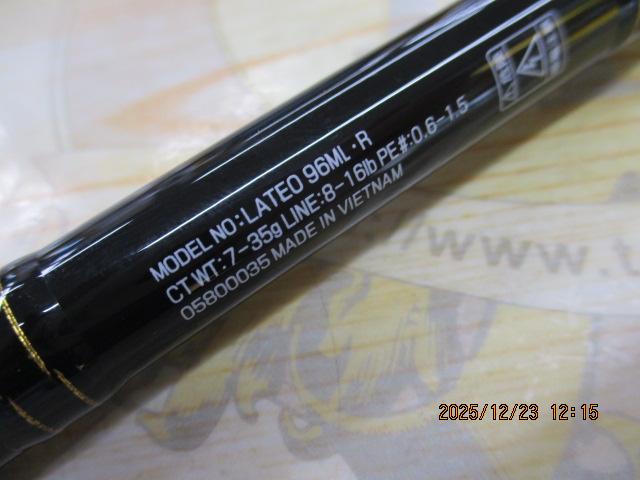 MODEL NO:LATEO 96ML・R
CT WT:7-35g LINE:8-16lb PE#:0.6-1.5
05800035 MADE IN VIETNAM
://www.t
2025/12/23 12:15